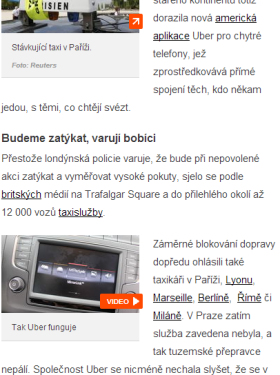 starého kontinentu totiž
ISIEN
dorazila nová americká
aplikace Uber pro chytré
telefony, jež
zprostředkovává přímé
spojení těch, kdo někam
Stávkující taxi v Paříži.
Foto: Reuters
jedou, s těmi, co chtějí svézt.
Budeme zatýkat, varují bobíci
Přestože londýnská policie varuje, že bude při nepovolené
akci zatýkat a vyměřovat vysoké pokuty, sjelo se podle
britských médií na Trafalgar Square a do přilehlého okolí až
12 000 vozů taxislužby.
Záměrné blokování dopravy
dopředu ohlásili také
taxikáři v Paříži, Lyonu,
Marseille, Berlíně, Římě či
Miláně. V Praze zatím
služba zavedena nebyla, a
tak tuzemské přepravce
VIDEO
Tak Uber funguje
nepálí. Společnost Uber se nicméně nechala slyšet, že se v